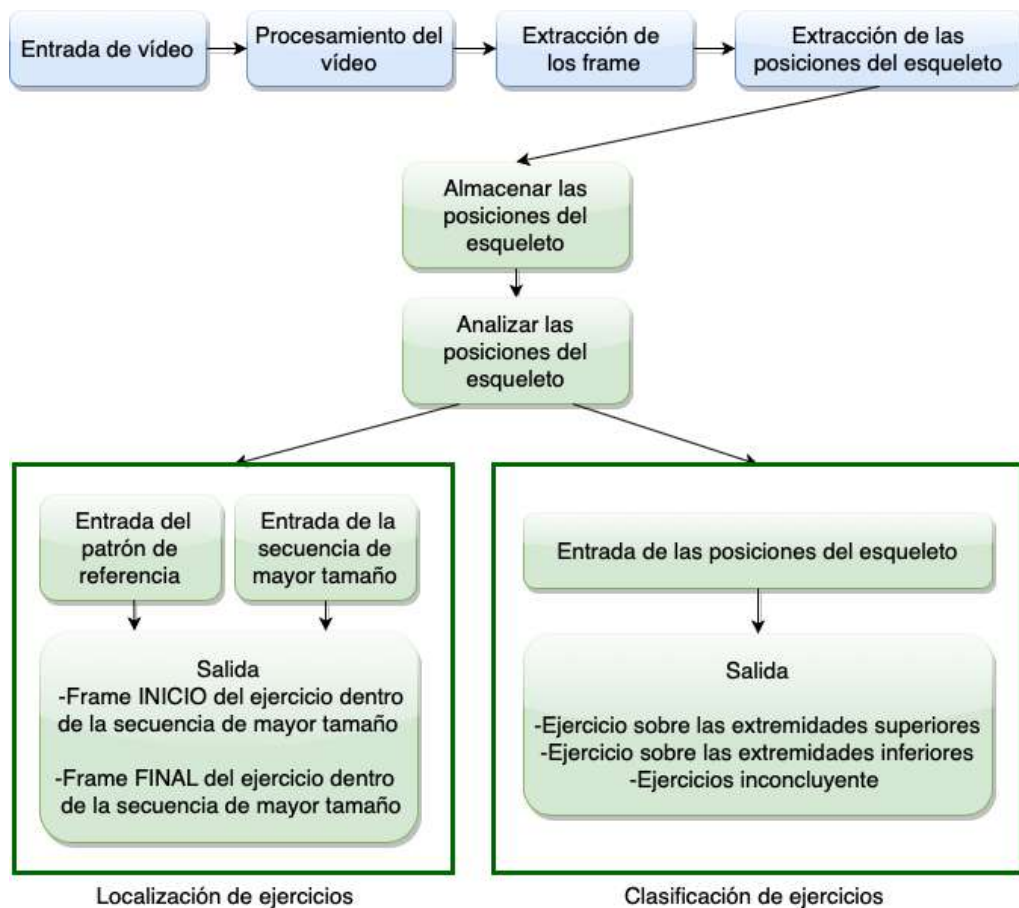 Entrada de vídeo
Procesamiento del
vídeo
Extracción de
los frame
Extracción de las
posiciones del esqueleto
Almacenar las
posiciones del
esqueleto
Analizar las
posiciones del
esqueleto
Entrada del
patrón de
referencia
Entrada de la
secuencia de
mayor tamaño
Salida
-Frame INICIO del ejercicio dentro
de la secuencia de mayor tamaño
-Frame FINAL del ejercicio dentro
de la secuencia de mayor tamaño
Localización de ejercicios
Entrada de las posiciones del esqueleto
Salida
-Ejercicio sobre las extremidades superiores
-Ejercicio sobre las extremidades inferiores
-Ejercicios inconcluyente
Clasificación de ejercicios